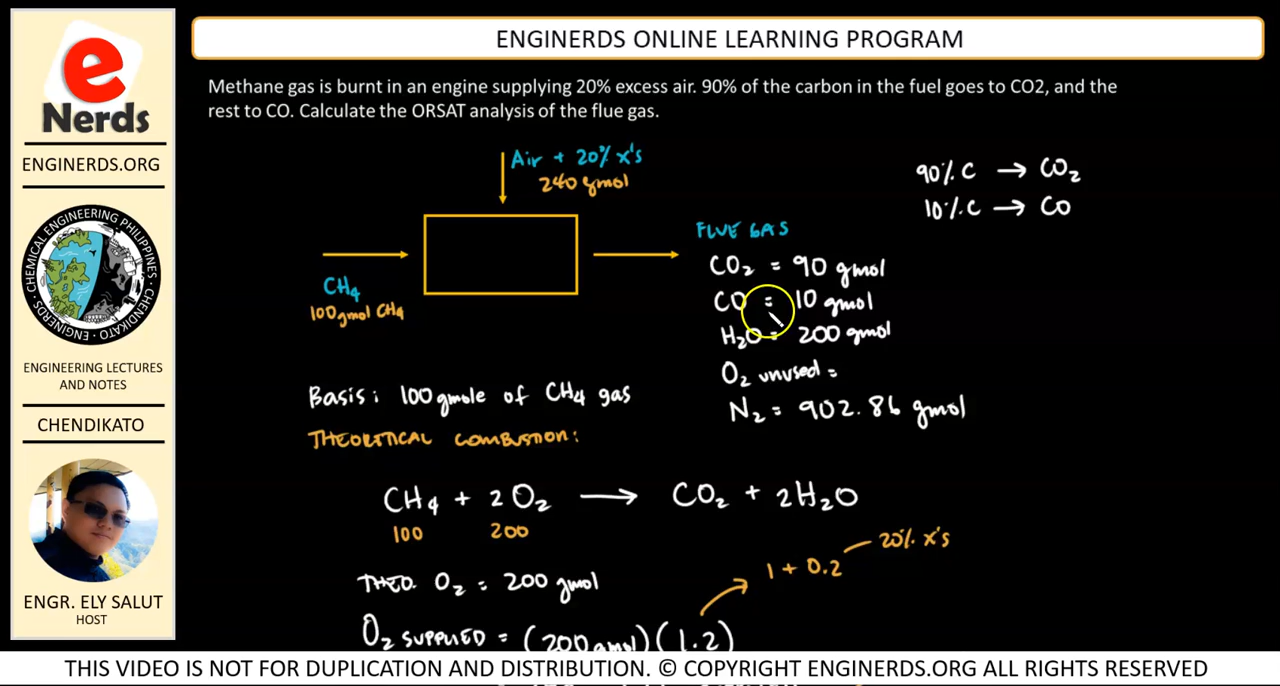 ENGINERDS ONLINE LEARNING PROGRAM
e
Nerds
ENGINERDS.ORG
CHEMICAL ENGINEERING PHILIPPINES
CHENDIKATO. ENGINERDS
ENGINEERING LECTURES
AND NOTES
CHENDIKATO
ENGR. ELY SALUT
HOST
Methane gas is burnt in an engine supplying 20% excess air. 90% of the carbon in the fuel goes to CO2, and the
rest to CO. Calculate the ORSAT analysis of the flue gas.
Air + 20% x's
240 gmol
90% C → CO₂
10% C → CO
CH₄
100 gmol CH₄
FLUE GAS
CO₂ = 90 gmol
CO = 10 gmol
H₂O = 200 gmol
O₂ unused =
N₂ = 902.86 gmol
Basis: 100 gmole of CH₄ gas
THEORETICAL COMBUSTION:
CH₄ + 2O₂ → CO₂ + 2H₂O
100 200
1 + 0.2 20% x's
THEO. O₂ = 200 gmol
O₂ SUPPLIED = (200 gmol)(1.2)
THIS VIDEO IS NOT FOR DUPLICATION AND DISTRIBUTION. © COPYRIGHT ENGINERDS.ORG ALL RIGHTS RESERVED